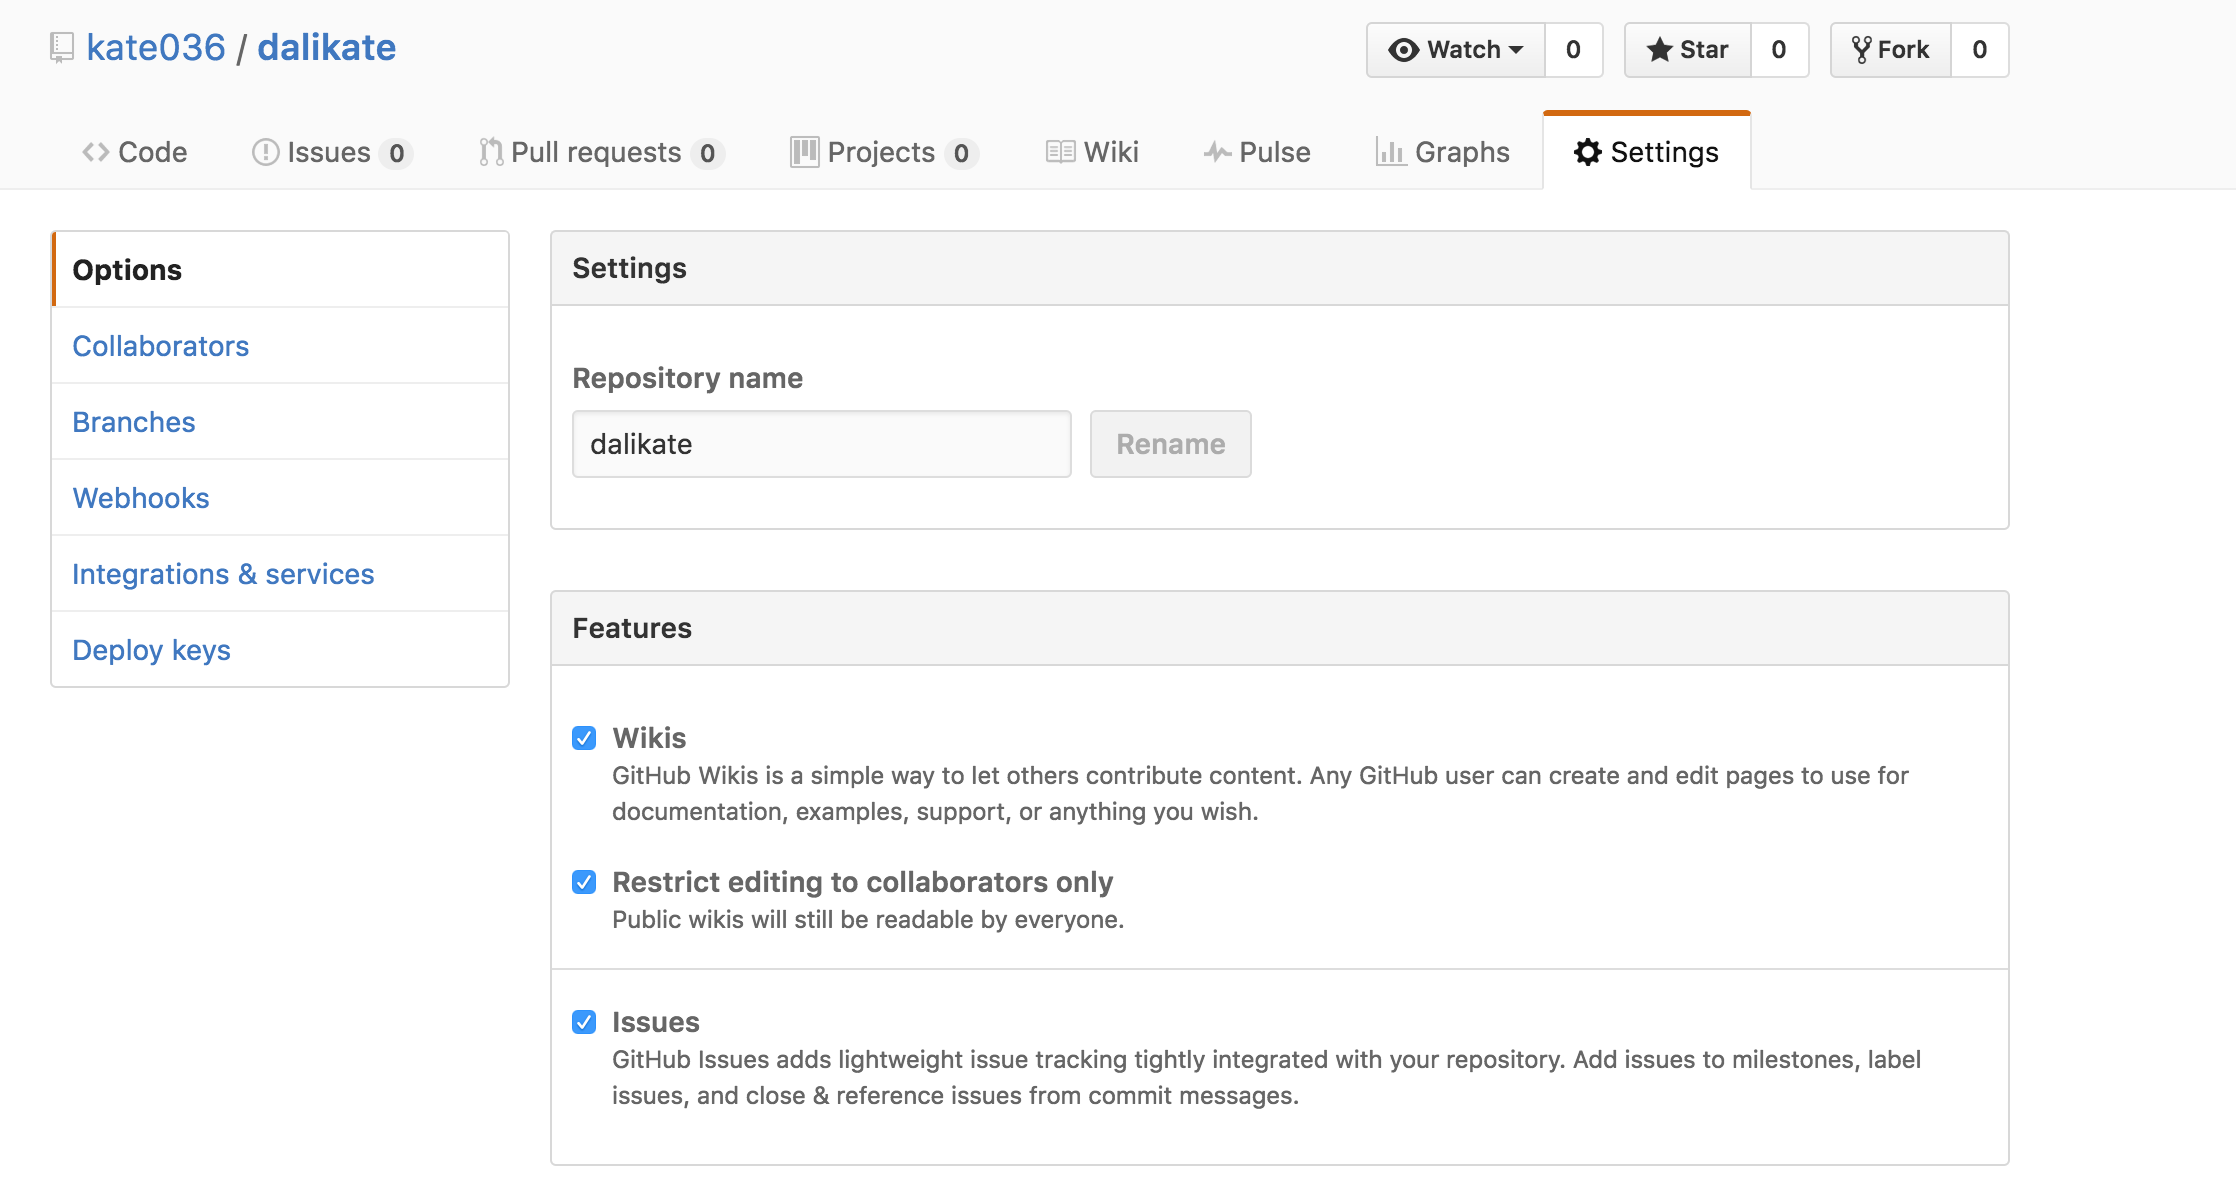 kate036 / dalikate
Watch 0 Star 0 Fork 0
Code Issues 0 Pull requests 0 Projects 0 Wiki Pulse Graphs Settings
Options
Collaborators
Branches
Webhooks
Integrations & services
Deploy keys
Settings
Repository name
dalikate Rename
Features
Wikis
GitHub Wikis is a simple way to let others contribute content. Any GitHub user can create and edit pages to use for
documentation, examples, support, or anything you wish.
Restrict editing to collaborators only
Public wikis will still be readable by everyone.
Issues
GitHub Issues adds lightweight issue tracking tightly integrated with your repository. Add issues to milestones, label
issues, and close & reference issues from commit messages.